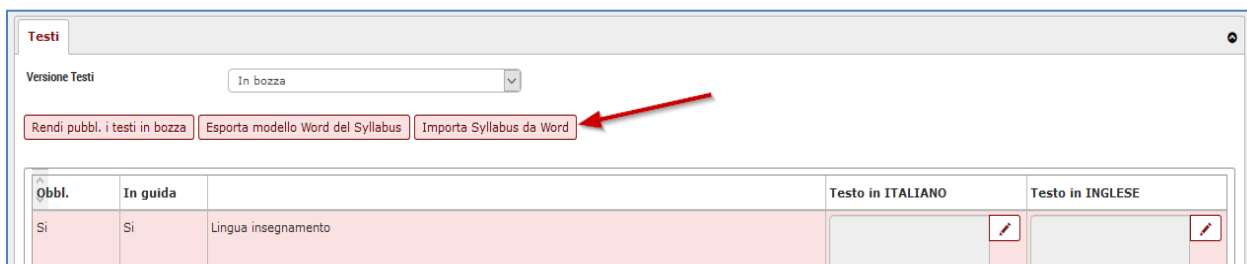 Testi
Versione Testi In bozza
Rendi pubbl. i testi in bozza Esporta modello Word del Syllabus Importa Syllabus da Word
Obbl. In guida Testo in ITALIANO Testo in INGLESE
Si Si Lingua insegnamento